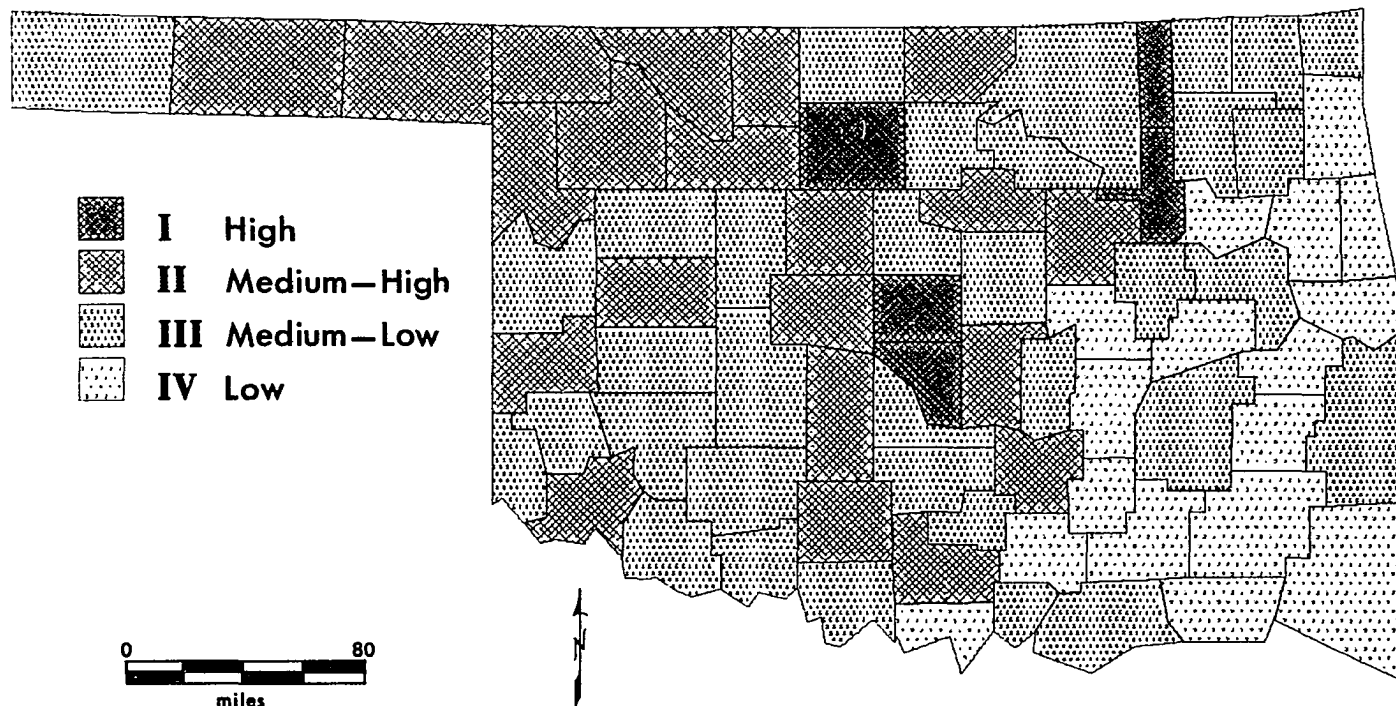 I High
II Medium—High
III Medium—Low
IV Low
0 80
miles
N